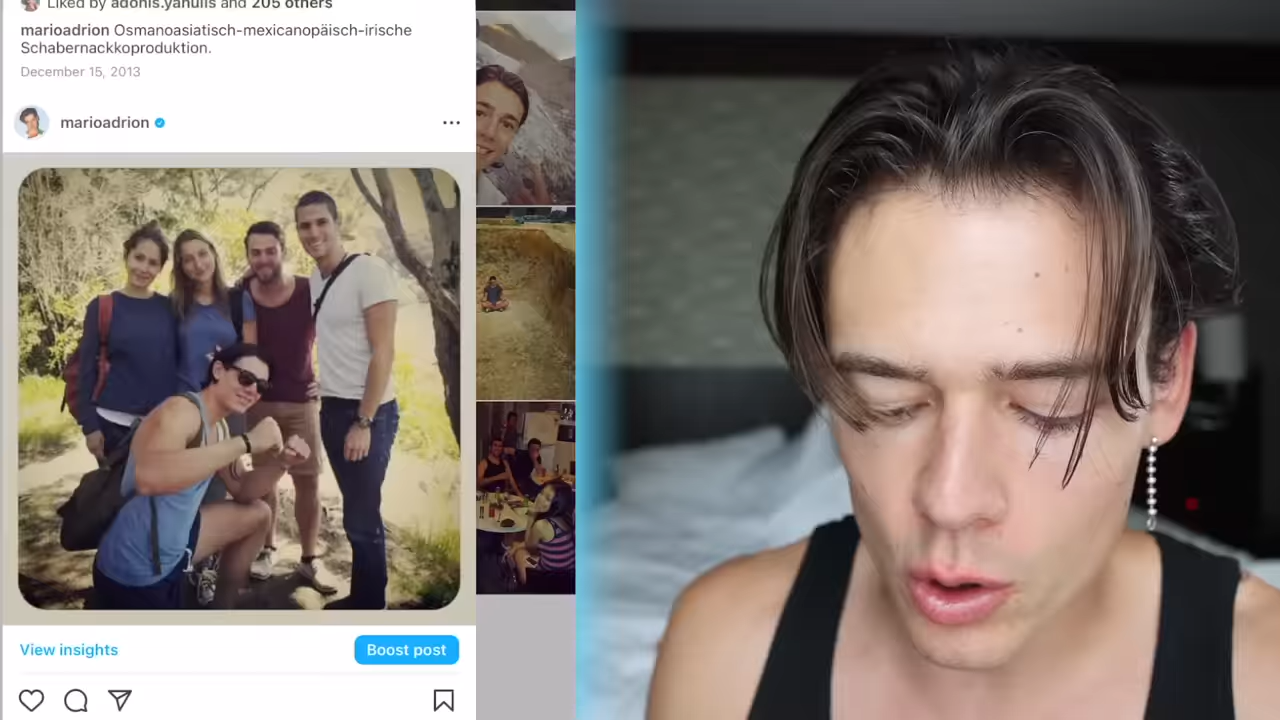 Liked by adonis.yanulis and 205 others
marioadrion Osmanoasiatisch-mexicanopäisch-irische
Schabernackkoproduktion.
December 15, 2013
marioadrion
View insights
Boost post